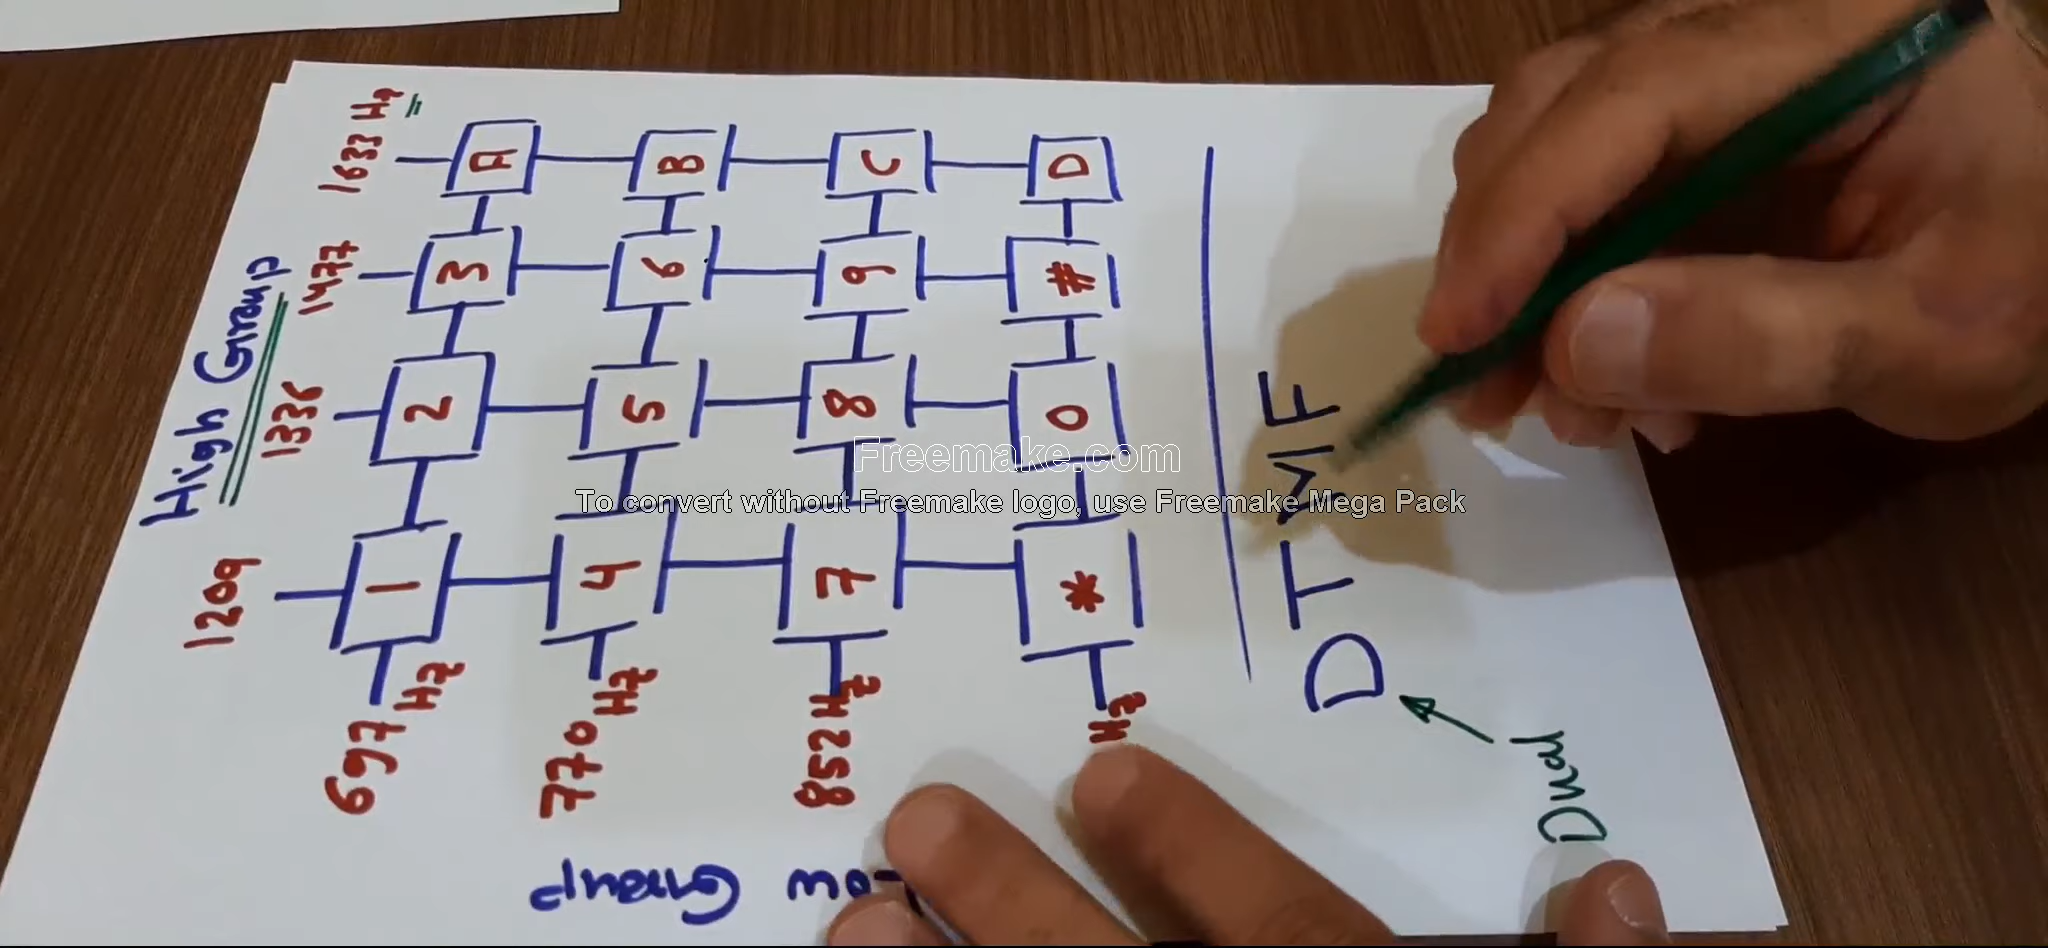 High Group
1209 1336 1477 1633 Hz
697 Hz 1 2 3 A
770 Hz 4 5 6 B
852 Hz 7 8 9 C
Hz * 0 # D
Group
DTMF
Dual
Freemake.com
To convert without Freemake logo, use Freemake Mega Pack